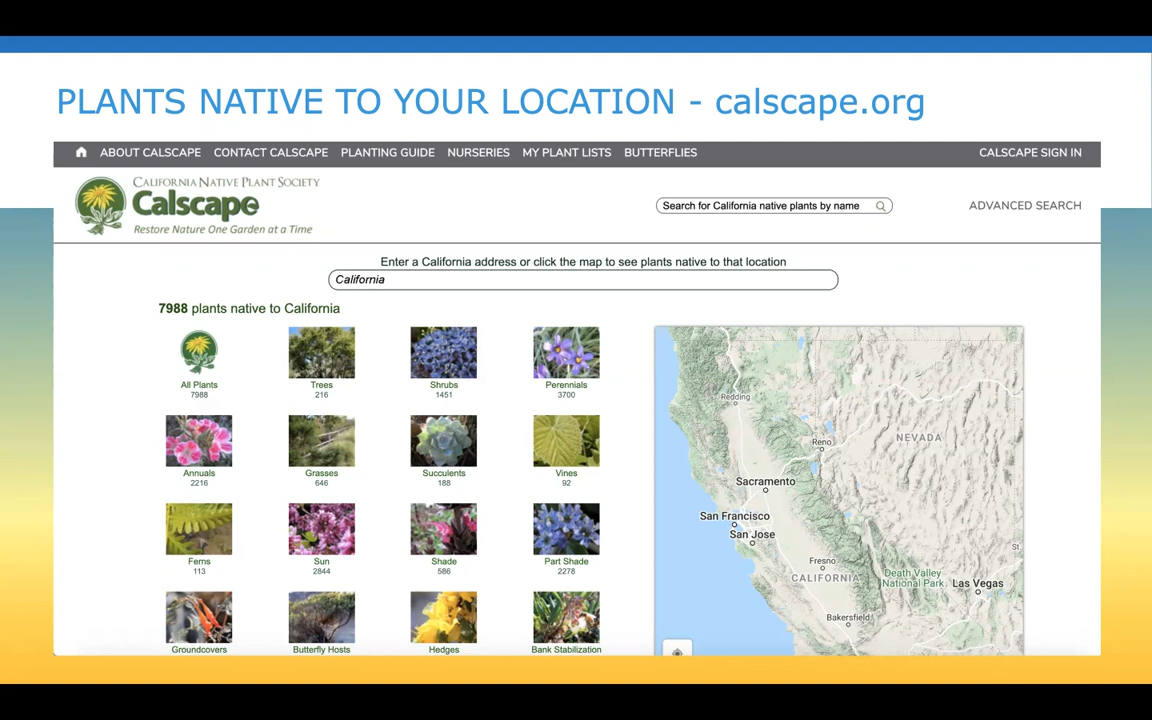 PLANTS NATIVE TO YOUR LOCATION - calscape.org
ABOUT CALSCAPE CONTACT CALSCAPE PLANTING GUIDE NURSERIES MY PLANT LISTS BUTTERFLIES CALSCAPE SIGN IN
CALIFORNIA NATIVE PLANT SOCIETY
Calscape
Restore Nature One Garden at a Time
Search for California native plants by name
ADVANCED SEARCH
Enter a California address or click the map to see plants native to that location
California
7988 plants native to California
All Plants Trees Shrubs Perennials
7988 216 1451 3700
Annuals Grasses Succulents Vines
2216 646 188 92
Ferns Sun Shade Part Shade
113 2844 586 2278
Groundcovers Butterfly Hosts Hedges Bank Stabilization
Redding
Reno
NEVADA
Sacramento
San Francisco
San Jose
Fresno
CALIFORNIA
Death Valley
National Park
Las Vegas
St.
Bakersfield